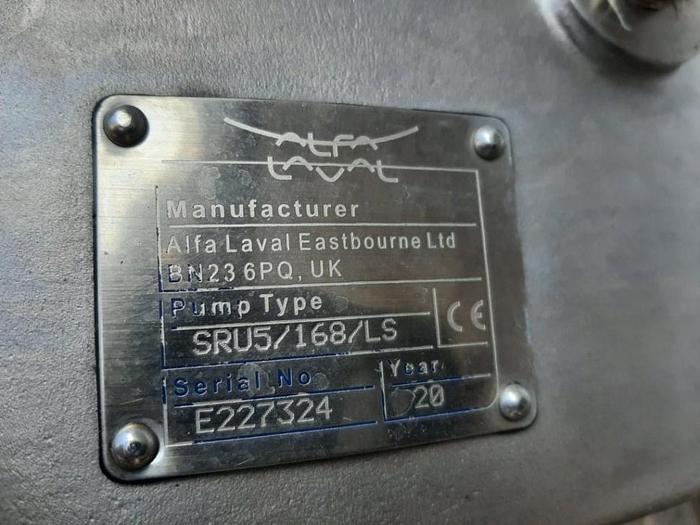 ALFA
LAVAL
Manufacturer
Alfa Laval Eastbourne Ltd
BN23 6PQ, UK
Pump Type
SRU5/168/LS
CE
Serial No
Year
E227324
20